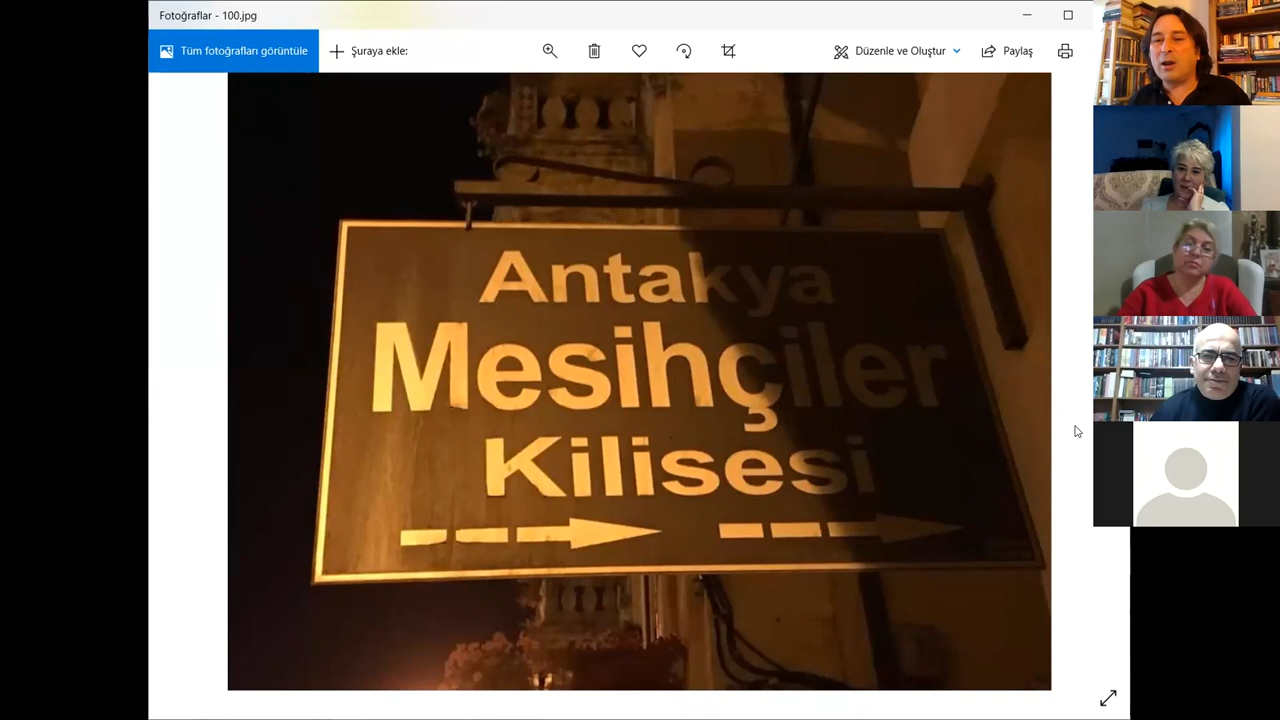 Fotoğraflar - 100.jpg
Tüm fotoğrafları görüntüle
Şuraya ekle:
Düzenle ve Oluştur
Paylaş
Antakya
Mesihçiler
Kilisesi